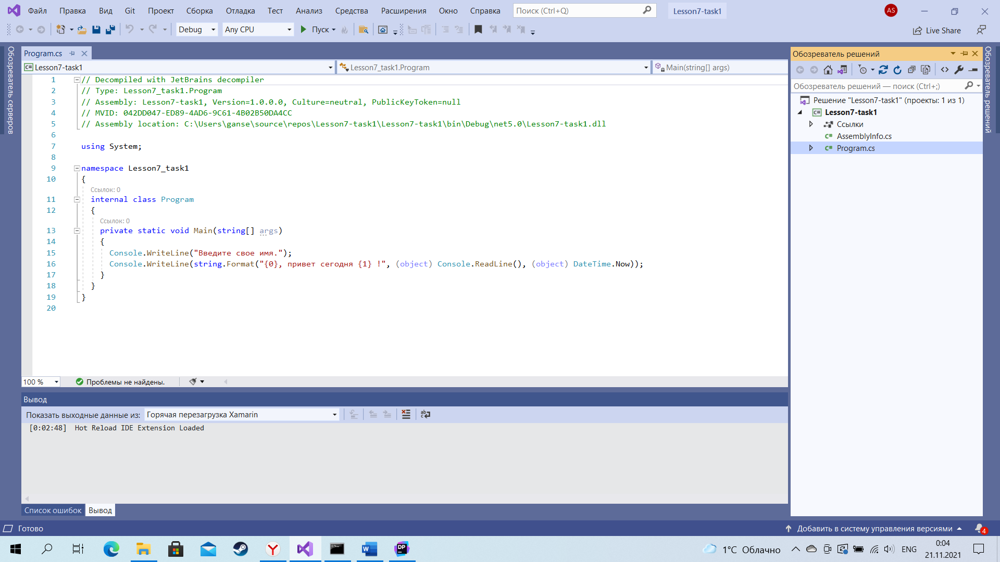 Файл Правка Вид Git Проект Сборка Отладка Тест Анализ Средства Расширения Окно Справка Поиск (Ctrl+Q) Lesson7-task1 AS
Debug Any CPU Пуск Live Share
Обозреватель серверов
Program.cs
Lesson7-task1 Lesson7_task1.Program Main(string[] args)
1 // Decompiled with JetBrains decompiler
2 // Type: Lesson7_task1.Program
3 // Assembly: Lesson7-task1, Version=1.0.0.0, Culture=neutral, PublicKeyToken=null
4 // MVID: 042DD047-ED89-4AD6-9C61-4B02B50DA4CC
5 // Assembly location: C:\Users\ganse\source\repos\Lesson7-task1\Lesson7-task1\bin\Debug\net5.0\Lesson7-task1.dll
6
7 using System;
8
9 namespace Lesson7_task1
10 {
Ссылок: 0
11 internal class Program
12 {
Ссылок: 0
13 private static void Main(string[] args)
14 {
15 Console.WriteLine("Введите свое имя.");
16 Console.WriteLine(string.Format("{0}, привет сегодня {1} !", (object) Console.ReadLine(), (object) DateTime.Now));
17 }
18 }
19 }
20
100 % Проблемы не найдены.
Вывод
Показать выходные данные из: Горячая перезагрузка Xamarin
[0:02:48] Hot Reload IDE Extension Loaded
Список ошибок Вывод
Обозреватель решений
Обозреватель решений — поиск (Ctrl+;)
Решение "Lesson7-task1" (проекты: 1 из 1)
C# Lesson7-task1
Ссылки
C# AssemblyInfo.cs
C# Program.cs
Обозреватель решений
Готово Добавить в систему управления версиями 4
1°C Облачно ENG 0:04
21.11.2021